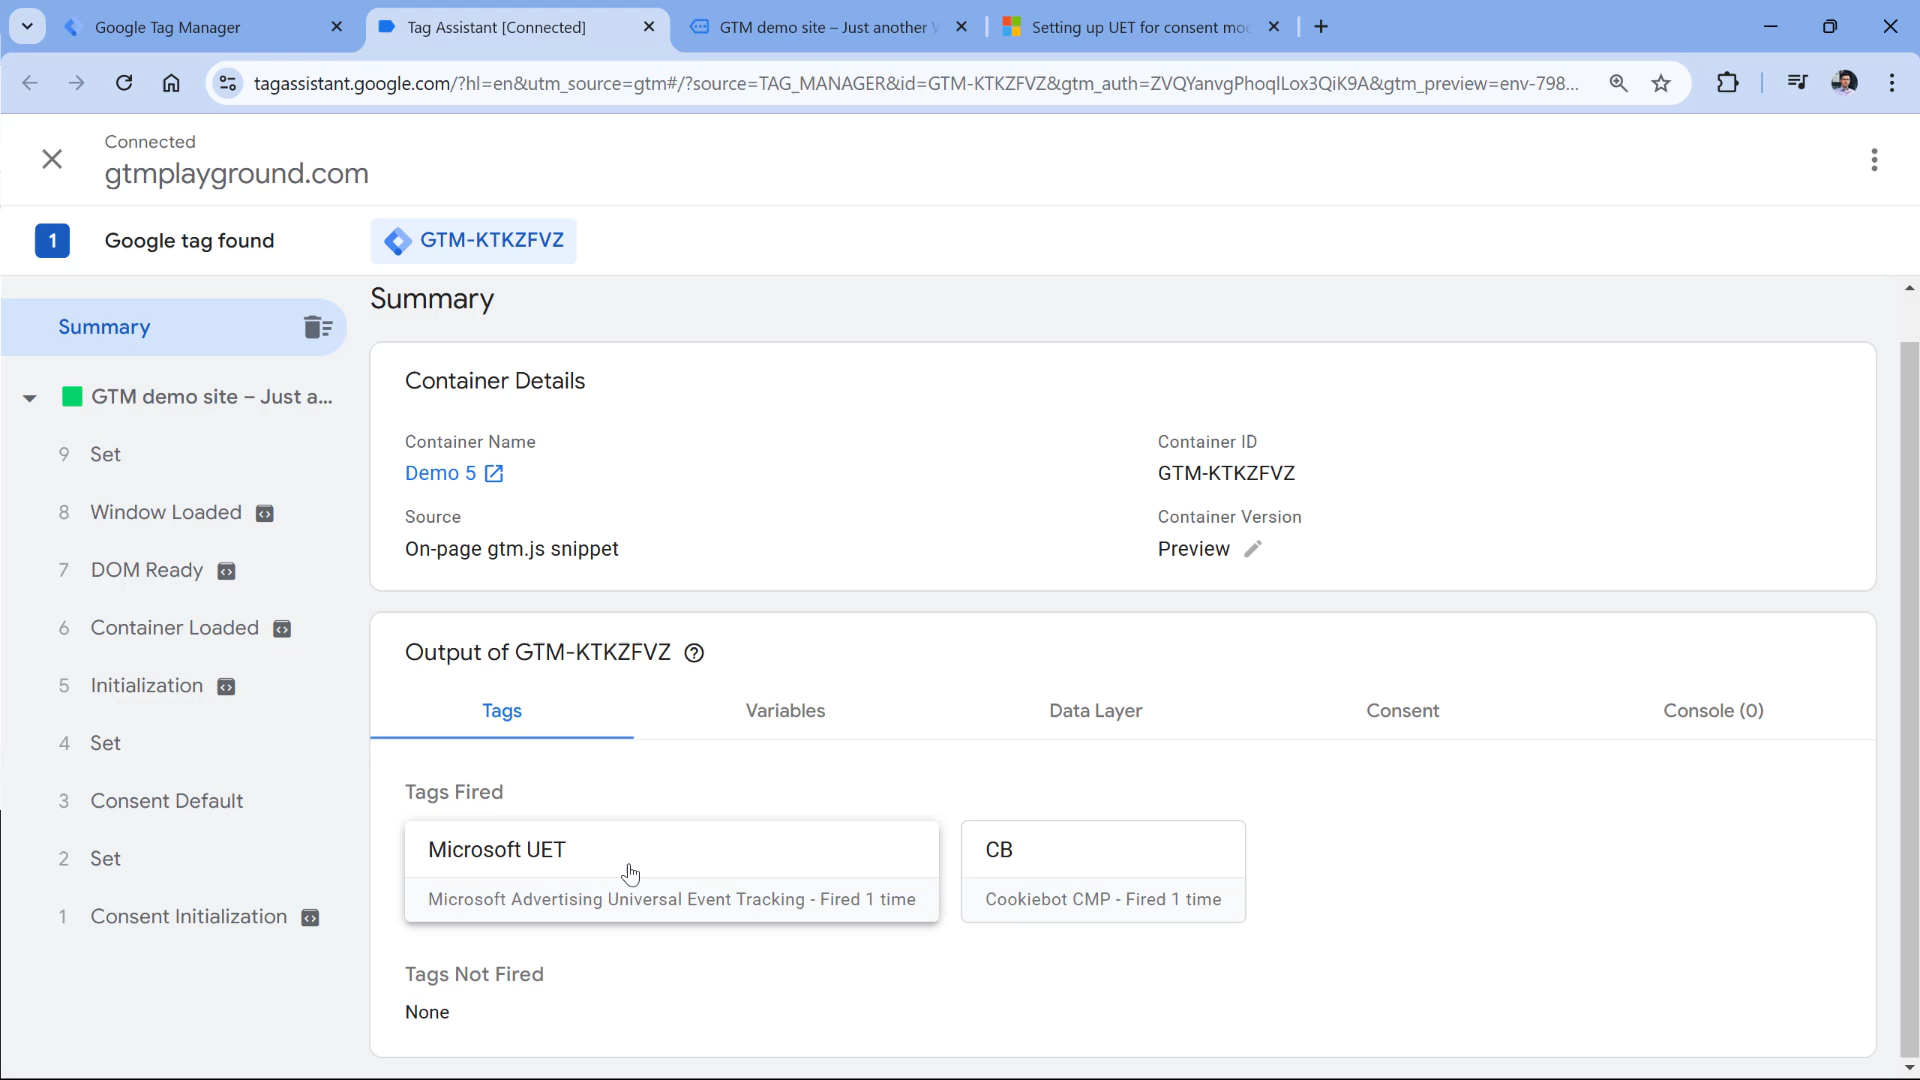 Google Tag Manager
Tag Assistant [Connected]
GTM demo site – Just another
Setting up UET for consent mo
tagassistant.google.com/?hl=en&utm_source=gtm#/?source=TAG_MANAGER&id=GTM-KTKZFVZ&gtm_auth=ZVQYanvgPhoqlLox3QiK9A&gtm_preview=env-798...
Connected
gtmplayground.com
1
Google tag found
GTM-KTKZFVZ
Summary
GTM demo site – Just a...
9 Set
8 Window Loaded
7 DOM Ready
6 Container Loaded
5 Initialization
4 Set
3 Consent Default
2 Set
1 Consent Initialization
Summary
Container Details
Container Name
Demo 5
Container ID
GTM-KTKZFVZ
Source
On-page gtm.js snippet
Container Version
Preview
Output of GTM-KTKZFVZ
Tags
Variables
Data Layer
Consent
Console (0)
Tags Fired
Microsoft UET
Microsoft Advertising Universal Event Tracking - Fired 1 time
CB
Cookiebot CMP - Fired 1 time
Tags Not Fired
None